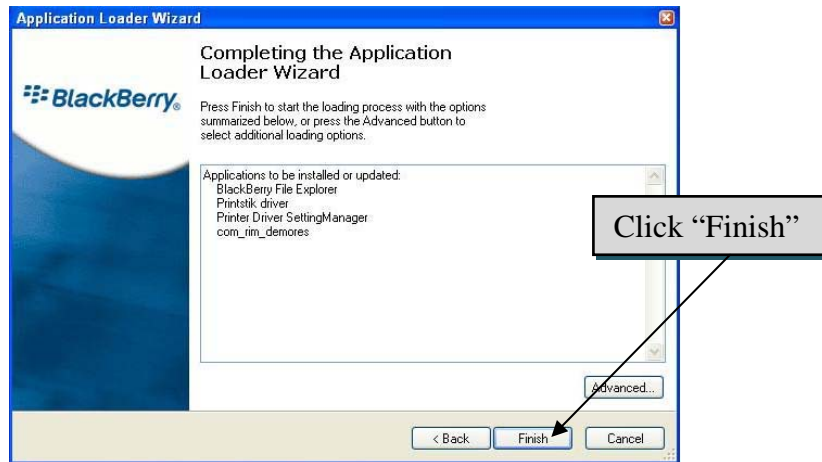 Application Loader Wizard
Completing the Application
Loader Wizard
BlackBerry®
Press Finish to start the loading process with the options
summarized below, or press the Advanced button to
select additional loading options.
Applications to be installed or updated:
BlackBerry File Explorer
Printstik driver
Printer Driver SettingManager
com_rim_demores
Click “Finish”
Advanced...
< Back
Finish
Cancel